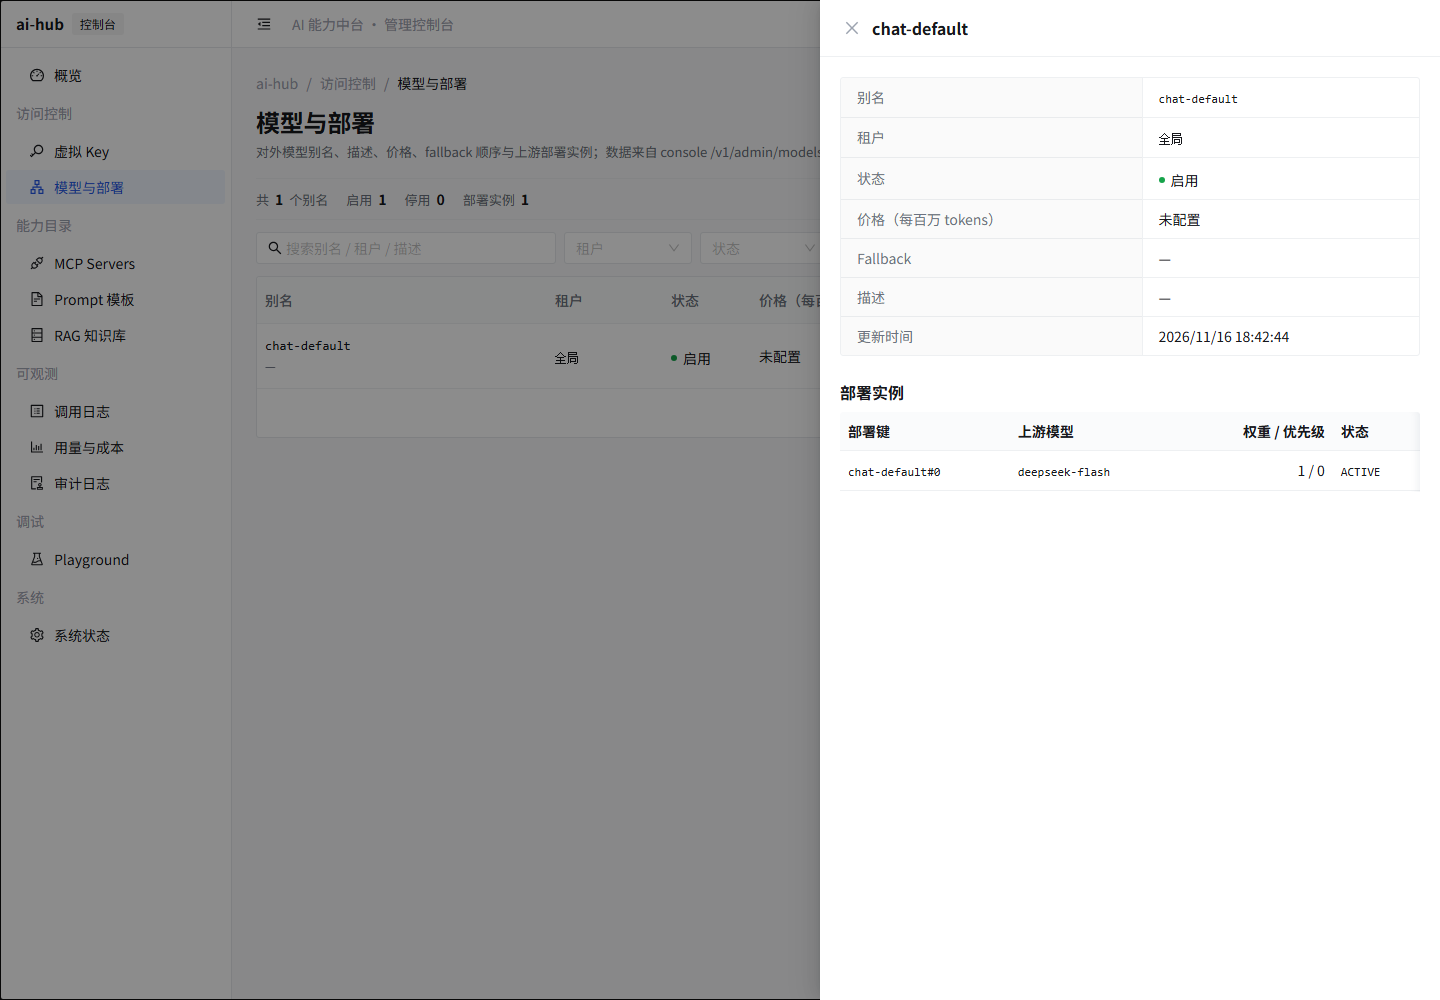 ai-hub 控制台
概览
访问控制
虚拟 Key
模型与部署
能力目录
MCP Servers
Prompt 模板
RAG 知识库
可观测
调用日志
用量与成本
审计日志
调试
Playground
系统
系统状态
AI 能力中台 • 管理控制台
ai-hub / 访问控制 / 模型与部署
模型与部署
对外模型别名、描述、价格、fallback 顺序与上游部署实例；数据来自 console /v1/admin/models
共 1 个别名 启用 1 停用 0 部署实例 1
搜索别名 / 租户 / 描述 租户 状态
别名 租户 状态 价格（每百
chat-default 全局 启用 未配置
—
chat-default
别名 chat-default
租户 全局
状态 启用
价格（每百万 tokens） 未配置
Fallback —
描述 —
更新时间 2026/11/16 18:42:44
部署实例
部署键 上游模型 权重 / 优先级 状态
chat-default#0 deepseek-flash 1 / 0 ACTIVE